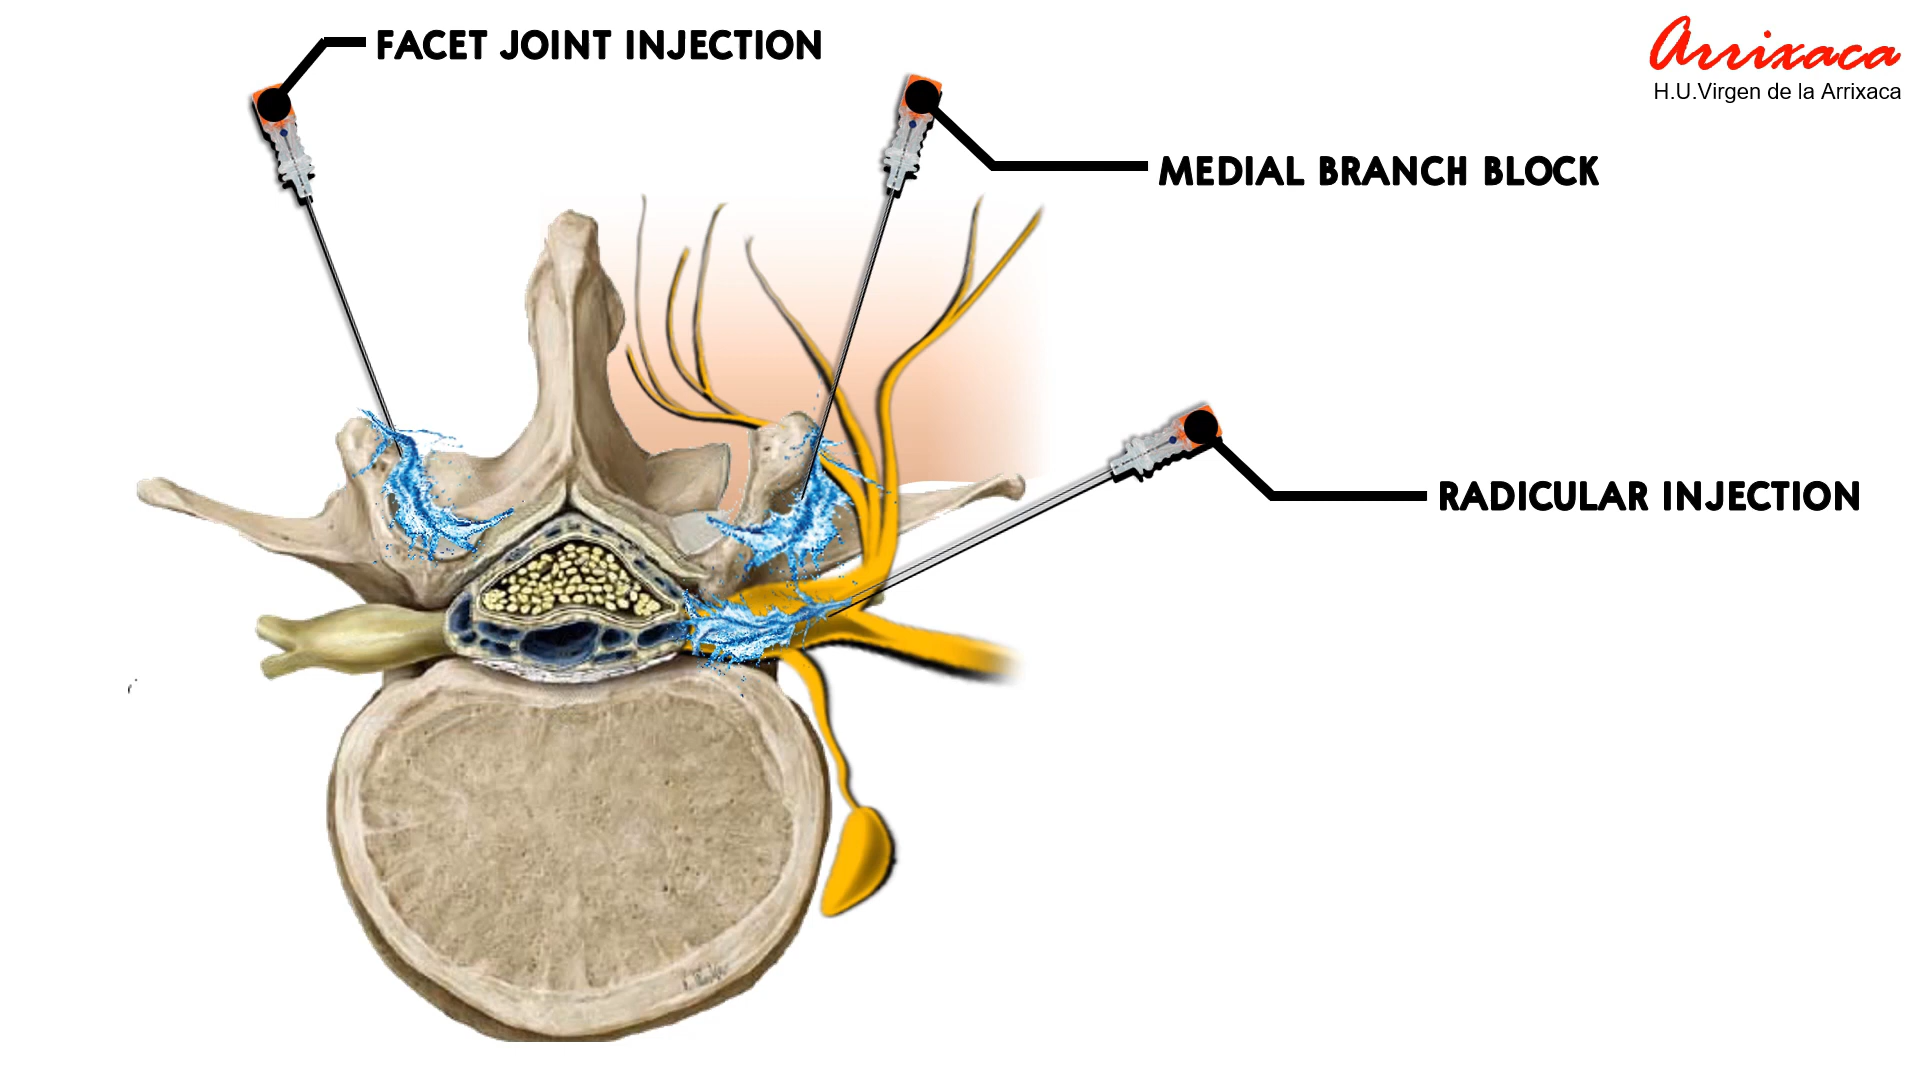 FACET JOINT INJECTION
Arrixaca
H.U.Virgen de la Arrixaca
MEDIAL BRANCH BLOCK
RADICULAR INJECTION